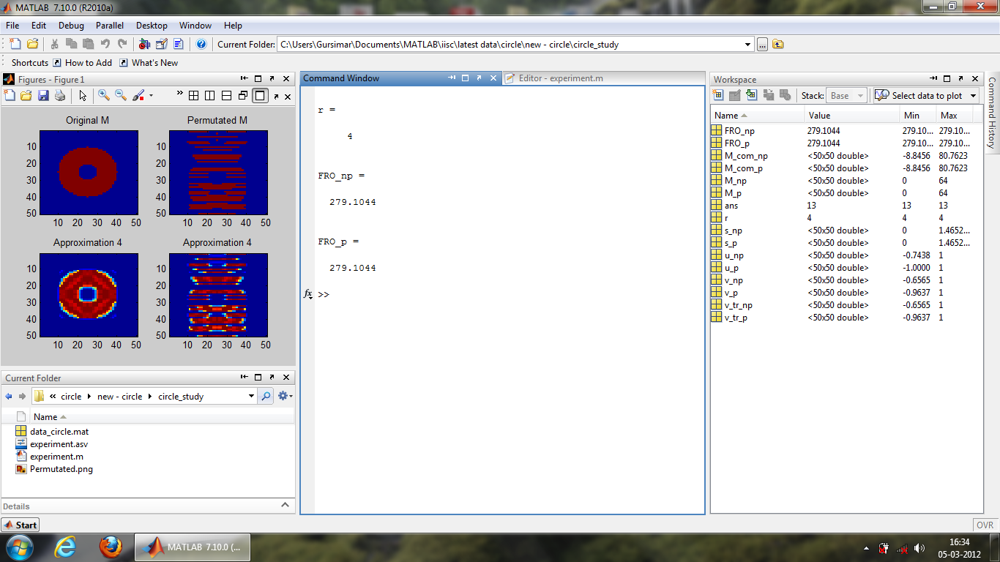 MATLAB 7.10.0 (R2010a)
File Edit Debug Parallel Desktop Window Help
Current Folder: C:\Users\Gursimar\Documents\MATLAB\iisc\latest data\circle\new - circle\circle_study
Shortcuts How to Add What's New
Figures - Figure 1
Original M Permutated M
10 10
20 20
30 30
40 40
50 50
10 20 30 40 50 10 20 30 40 50
Approximation 4 Approximation 4
10 10
20 20
30 30
40 40
50 50
10 20 30 40 50 10 20 30 40 50
Current Folder
« circle new - circle circle_study
Name
data_circle.mat
experiment.asv
experiment.m
Permutated.png
Details
Command Window Editor - experiment.m
r =
4
FRO_np =
279.1044
FRO_p =
279.1044
fx >>
Workspace
Stack: Base Select data to plot
Name Value Min Max
FRO_np 279.1044 279.10... 279.10...
FRO_p 279.1044 279.10... 279.10...
M_com_np <50x50 double> -8.8456 80.7623
M_com_p <50x50 double> -8.8456 80.7623
M_np <50x50 double> 0 64
M_p <50x50 double> 0 64
ans 13 13 13
r 4 4 4
s_np <50x50 double> 0 1.4652...
s_p <50x50 double> 0 1.4652...
u_np <50x50 double> -0.7438 1
u_p <50x50 double> -1.0000 1
v_np <50x50 double> -0.6565 1
v_p <50x50 double> -0.9637 1
v_tr_np <50x50 double> -0.6565 1
v_tr_p <50x50 double> -0.9637 1
Command History
Start OVR
MATLAB 7.10.0 (...
16:34
05-03-2012